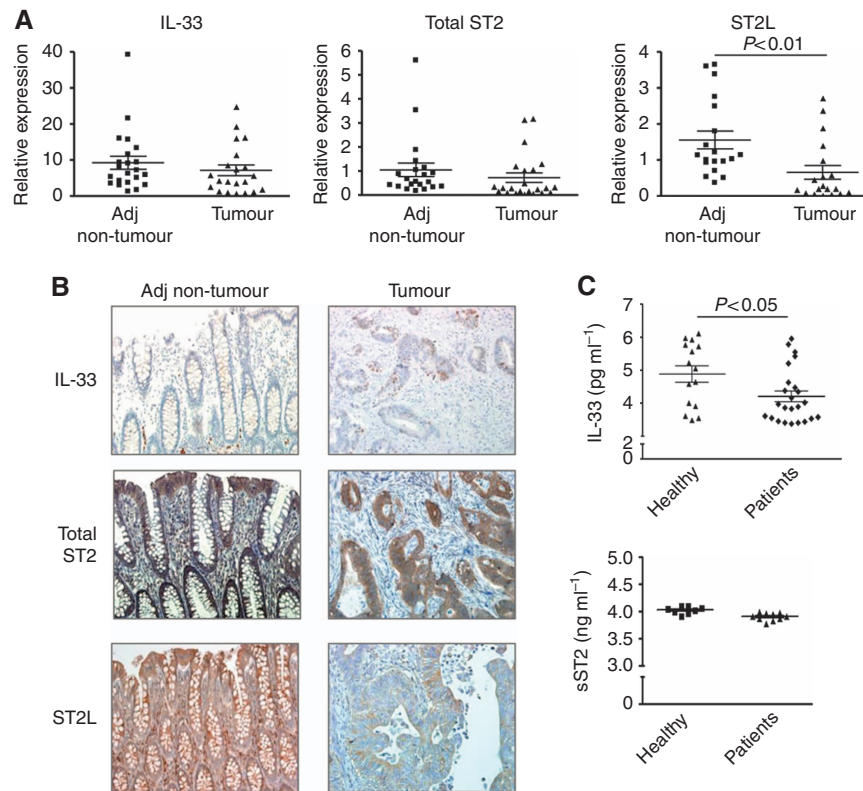 A
IL-33
Relative expression
40
30
20
10
0
Adj
non-tumour
Tumour
Total ST2
Relative expression
6
5
4
3
2
1
0
Adj
non-tumour
Tumour
ST2L
P<0.01
Relative expression
4
3
2
1
0
Adj
non-tumour
Tumour
B
Adj non-tumour
Tumour
IL-33
Total
ST2
ST2L
C
P<0.05
IL-33 (pg ml−1)
7
6
5
4
2
0
Healthy
Patients
sST2 (ng ml−1)
5.0
4.5
4.0
3.5
3.0
0
Healthy
Patients